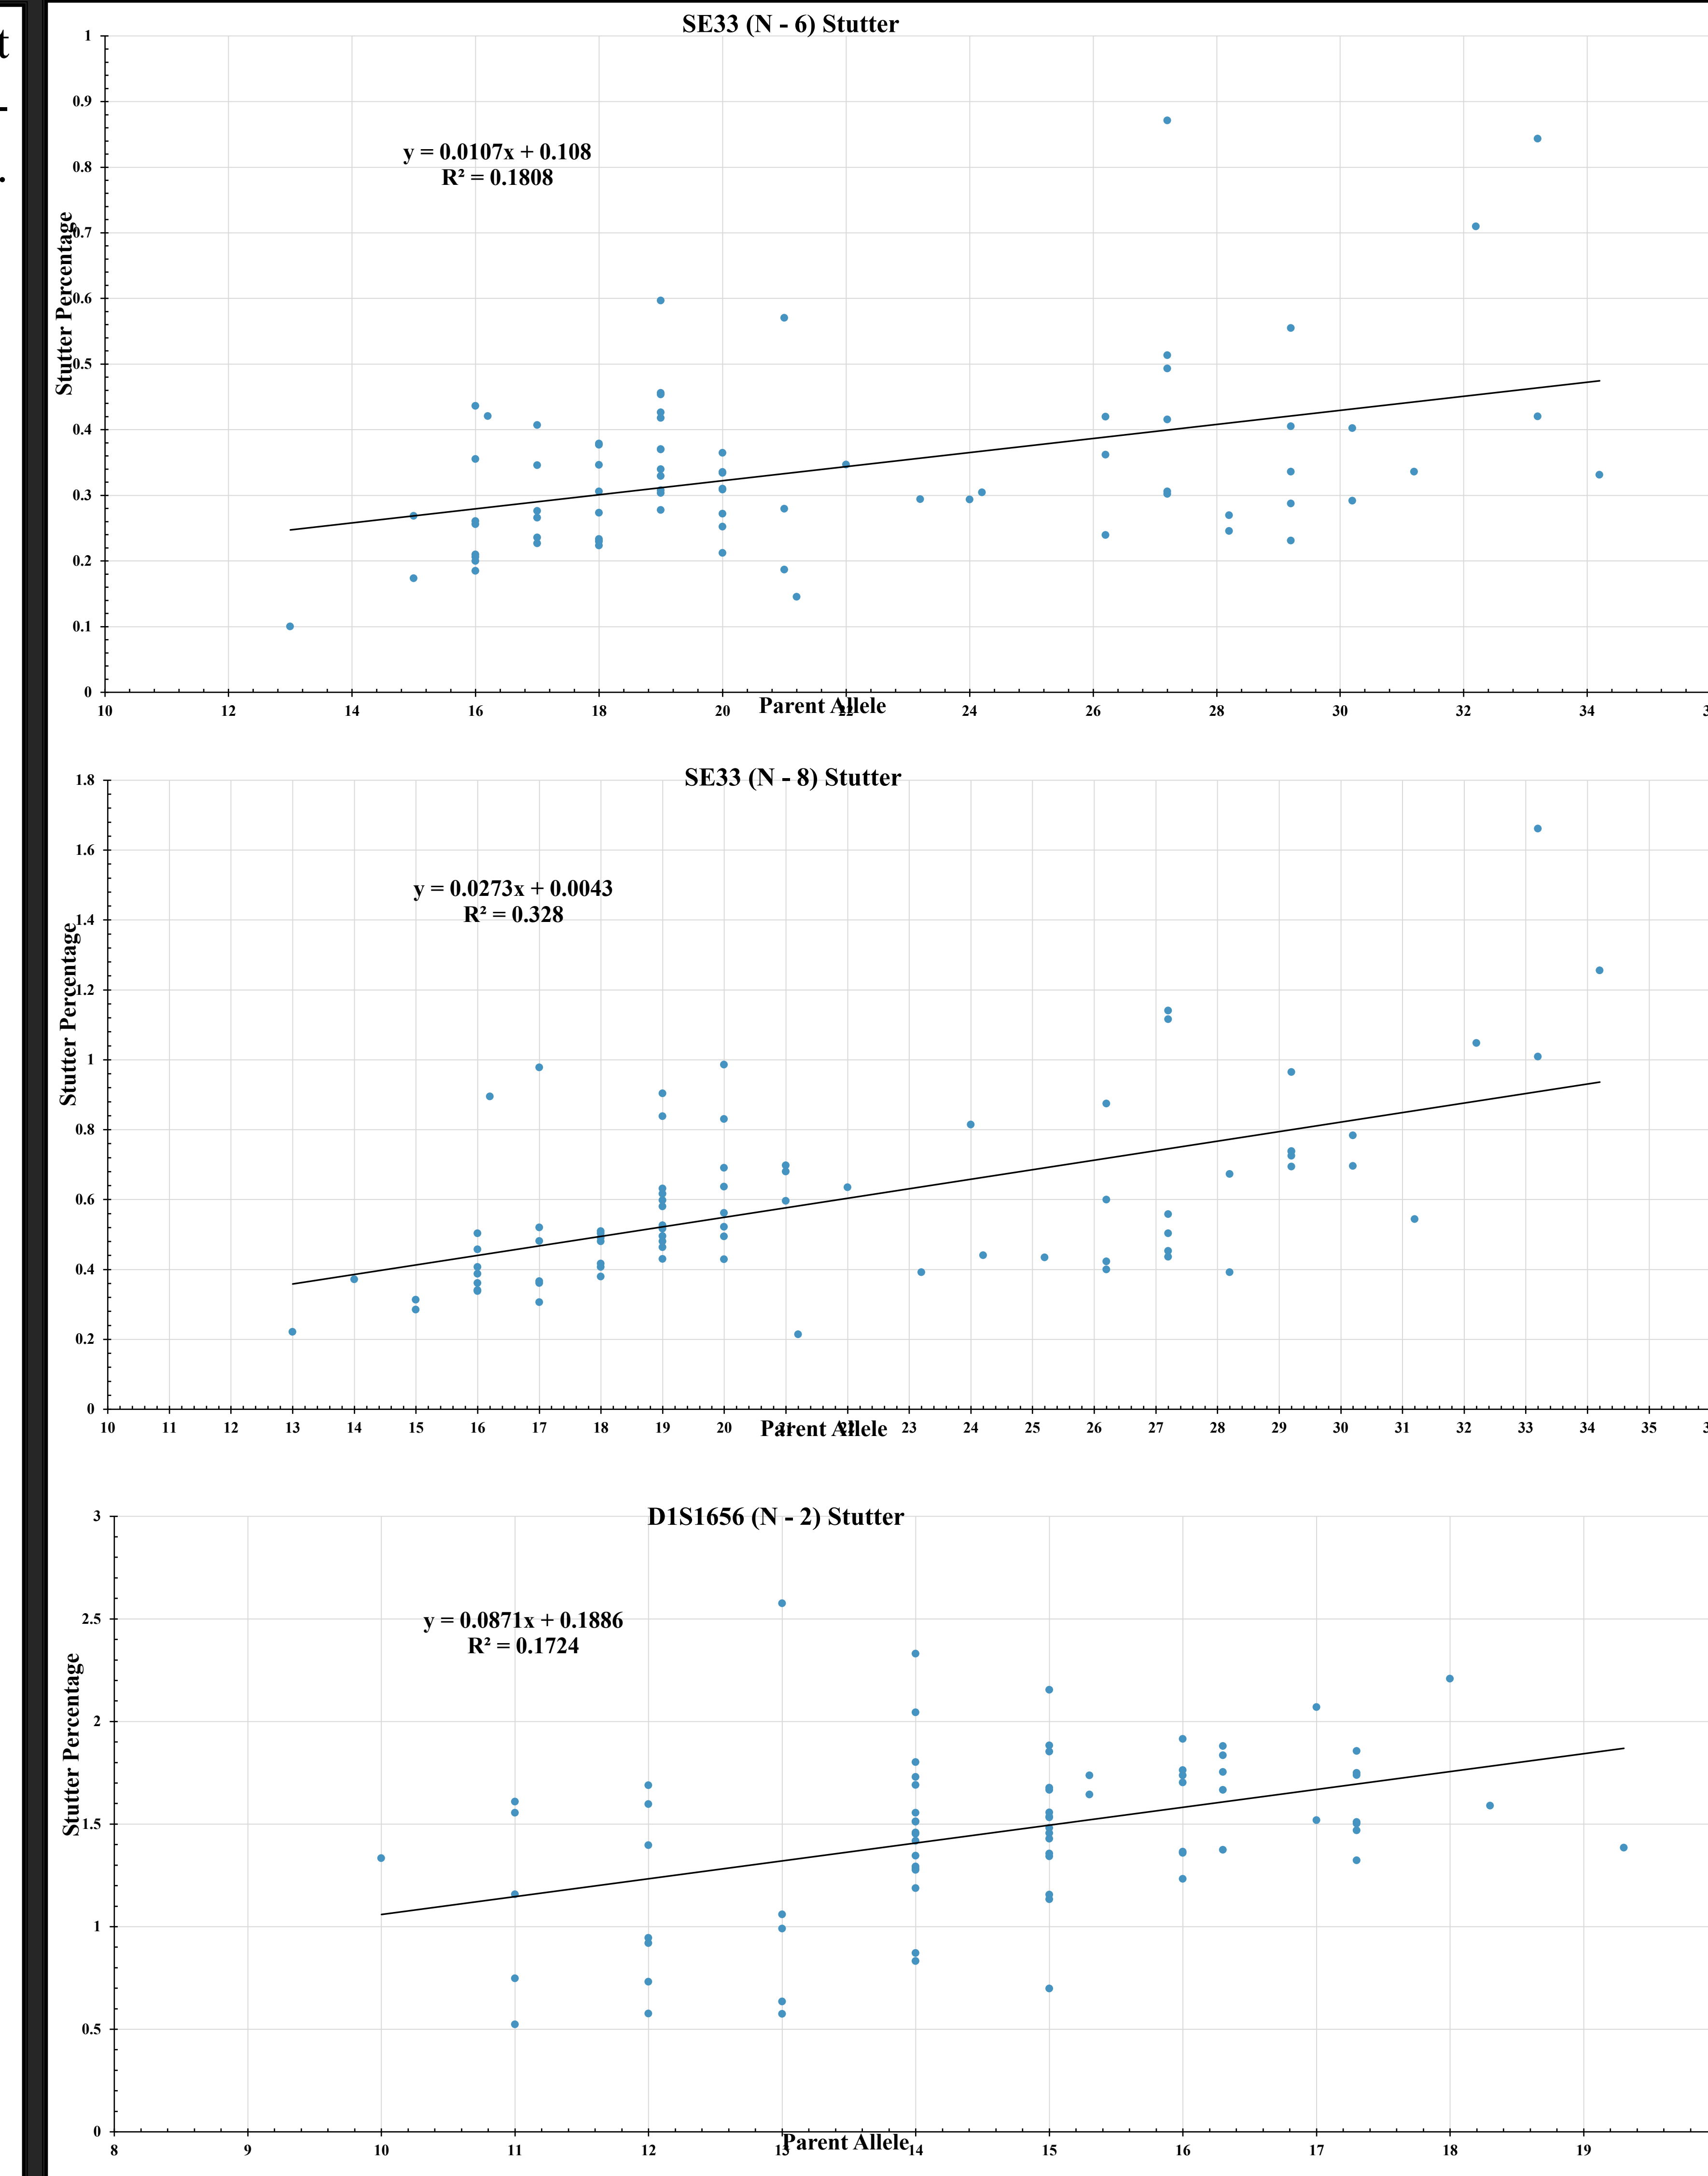 t
-
.
SE33 (N - 6) Stutter
1
0.9
0.8
0.7
0.6
0.5
0.4
0.3
0.2
0.1
0
y = 0.0107x + 0.108
R² = 0.1808
Stutter Percentage
10 12 14 16 18 20 22 24 26 28 30 32 34
Parent Allele
SE33 (N - 8) Stutter
1.8
1.6
1.4
1.2
1
0.8
0.6
0.4
0.2
0
y = 0.0273x + 0.0043
R² = 0.328
Stutter Percentage
10 11 12 13 14 15 16 17 18 19 20 21 22 23 24 25 26 27 28 29 30 31 32 33 34 35
Parent Allele
D1S1656 (N - 2) Stutter
3
2.5
2
1.5
1
0.5
0
y = 0.0871x + 0.1886
R² = 0.1724
Stutter Percentage
8 9 10 11 12 13 14 15 16 17 18 19
Parent Allele